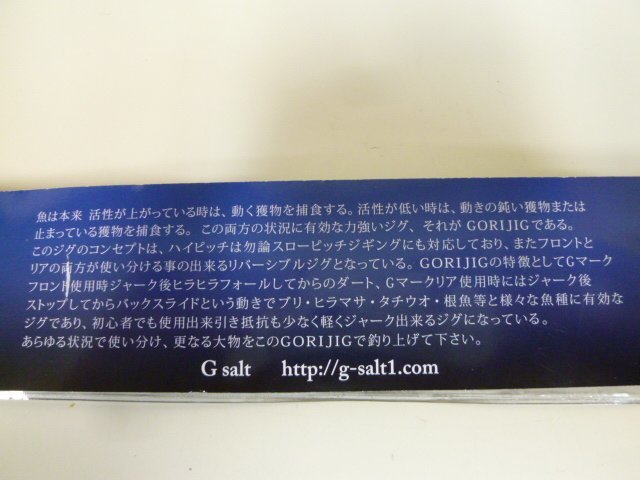 魚は本来 活性が上がっている時は、動く獲物を捕食する。活性が低い時は、動きの鈍い獲物または
止まっている獲物を捕食する。 この両方の状況に有効な力強いジグ、 それが GORIJIGである。
このジグのコンセプトは、ハイピッチは勿論スローピッチジギングにも対応しており、またフロントと
リアの両方が使い分ける事の出来るリバーシブルジグとなっている。 GORIJIGの特徴としてGマーク
フロント使用時ジャーク後ヒラヒラフォールしてからのダート、Gマークリア使用時にはジャーク後
ストップしてからバックスライドという動きで ブリ・ヒラマサ・タチウオ・根魚等と様々な魚種に有効な
ジグであり、初心者でも使用出来引き抵抗も少なく軽くジャーク出来るジグになっている。
あらゆる状況で使い分け、更なる大物をこのGORIJIGで釣り上げて下さい。
G salt http://g-salt1.com